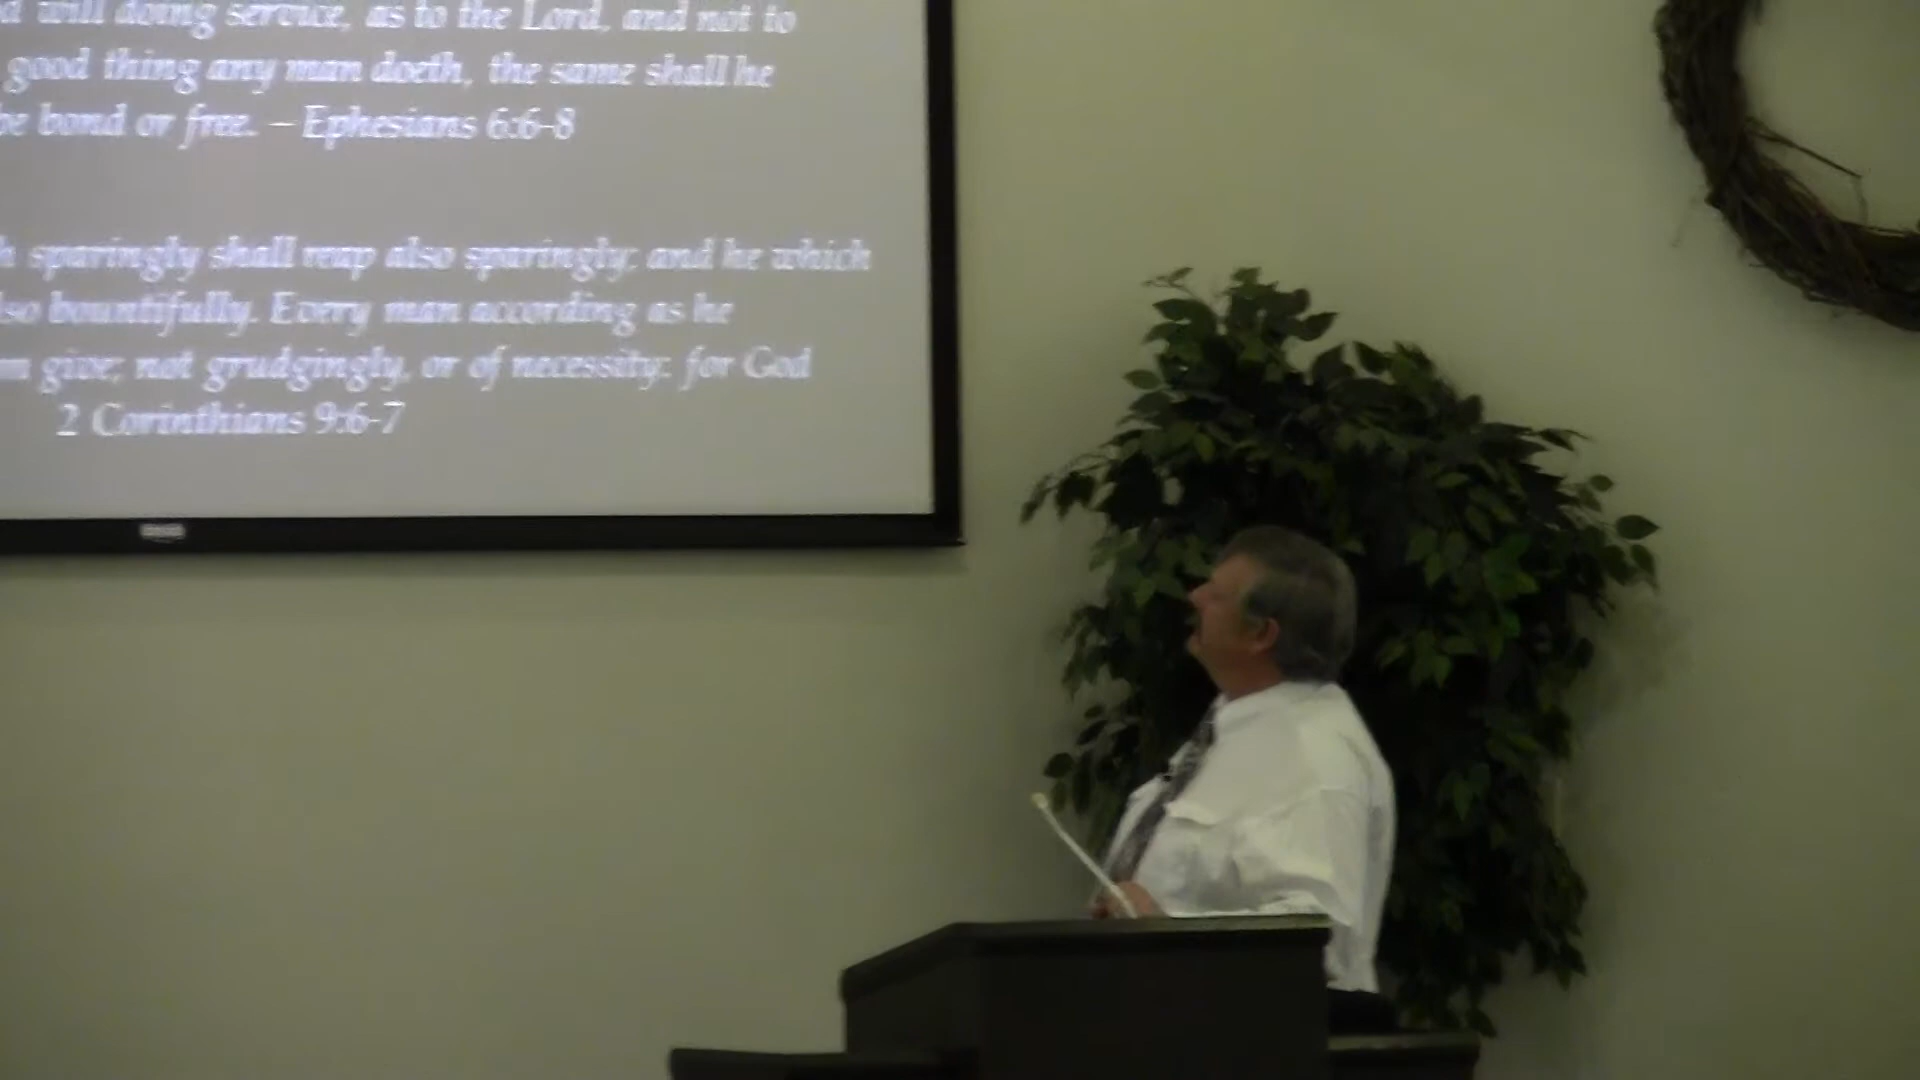 will doing service, as to the Lord, and not to
good thing any man doeth, the same shall he
be bond or free. – Ephesians 6:6-8
sparingly shall reap also sparingly; and he which
bountifully. Every man according as he
give; not grudgingly, or of necessity: for God
2 Corinthians 9:6-7